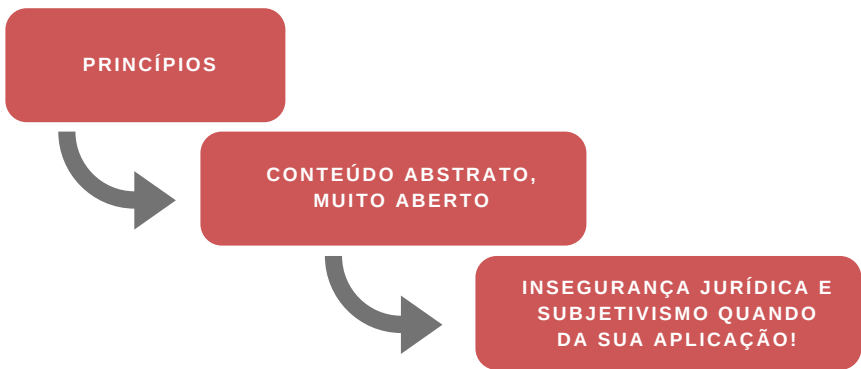 PRINCÍPIOS
CONTEÚDO ABSTRATO,
MUITO ABERTO
INSEGURANÇA JURÍDICA E
SUBJETIVISMO QUANDO
DA SUA APLICAÇÃO!